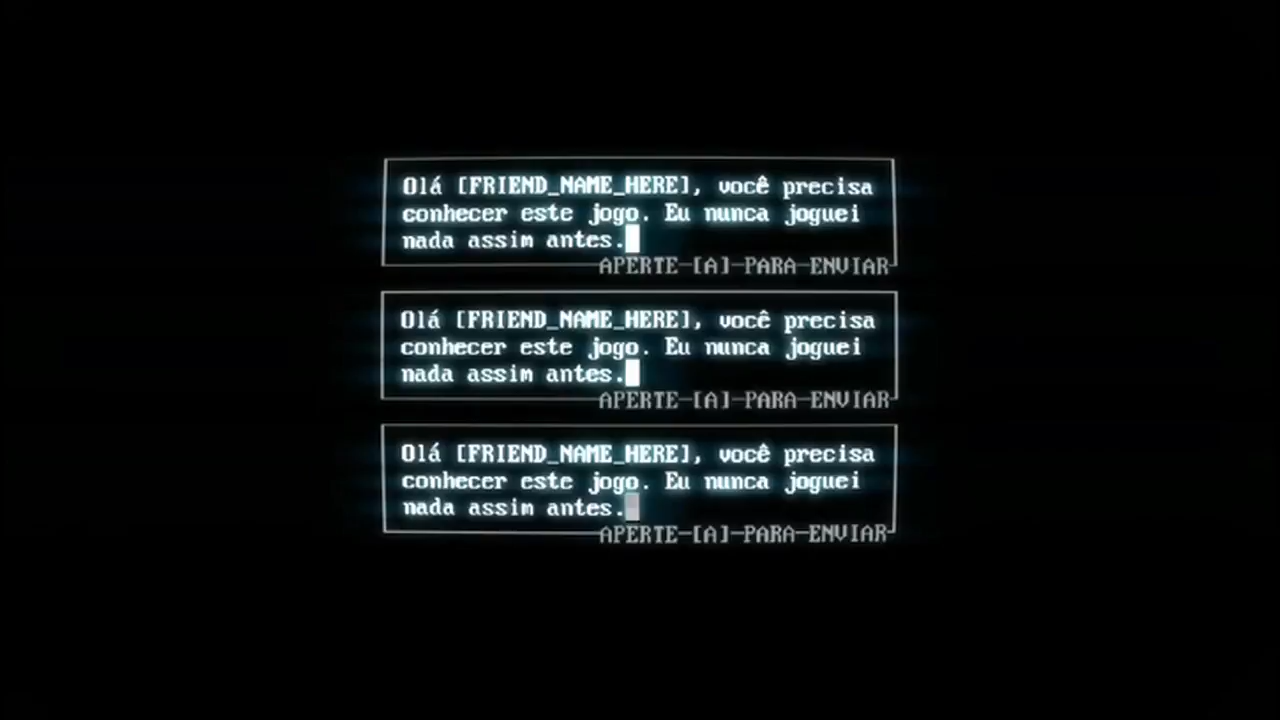 Olá [FRIEND_NAME_HERE], você precisa
conhecer este jogo. Eu nunca joguei
nada assim antes.
APERTE-[A]-PARA-ENVIAR
Olá [FRIEND_NAME_HERE], você precisa
conhecer este jogo. Eu nunca joguei
nada assim antes.
APERTE-[A]-PARA-ENVIAR
Olá [FRIEND_NAME_HERE], você precisa
conhecer este jogo. Eu nunca joguei
nada assim antes.
APERTE-[A]-PARA-ENVIAR